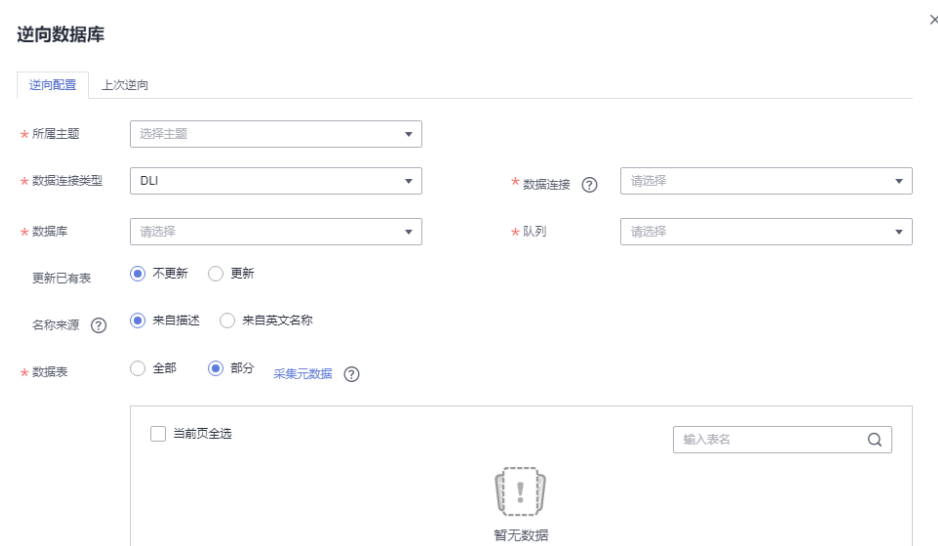 逆向数据库
逆向配置 上次逆向
* 所属主题 选择主题
* 数据连接类型 DLI * 数据连接 ? 请选择
* 数据库 请选择 * 队列 请选择
更新已有表 不更新 更新
名称来源 ? 来自描述 来自英文名称
* 数据表 全部 部分 采集元数据 ?
当前页全选 输入表名
暂无数据